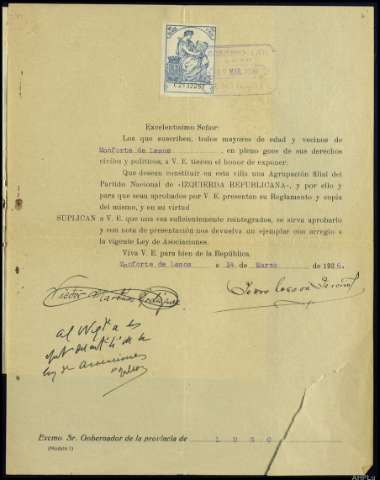 Excelentísimo Señor:
Los que suscriben, todos mayores de edad y vecinos de
Monforte de Lemos en pleno goce de sus derechos
civiles y políticos, a V. E. tienen el honor de exponer:
Que desean constituir en esta villa una Agrupación filial del
Partido Nacional de «IZQUIERDA REPUBLICANA», y por ello y
para que sean aprobados por V. E. presentan su Reglamento y copia
del mismo, y en su virtud
SUPLICAN a V. E. que una vez suficientemente reintegrados, se sirva aprobarlo y
con nota de presentación nos devuelva un ejemplar con arreglo a
la vigente Ley de Asociaciones.
Viva V. E. para bien de la República.
Monforte de Lemos a 24 de Marzo de 1936.
Al
de Asociaciones
Excmo. Sr. Gobernador de la provincia de LUGO
(Modelo 1)